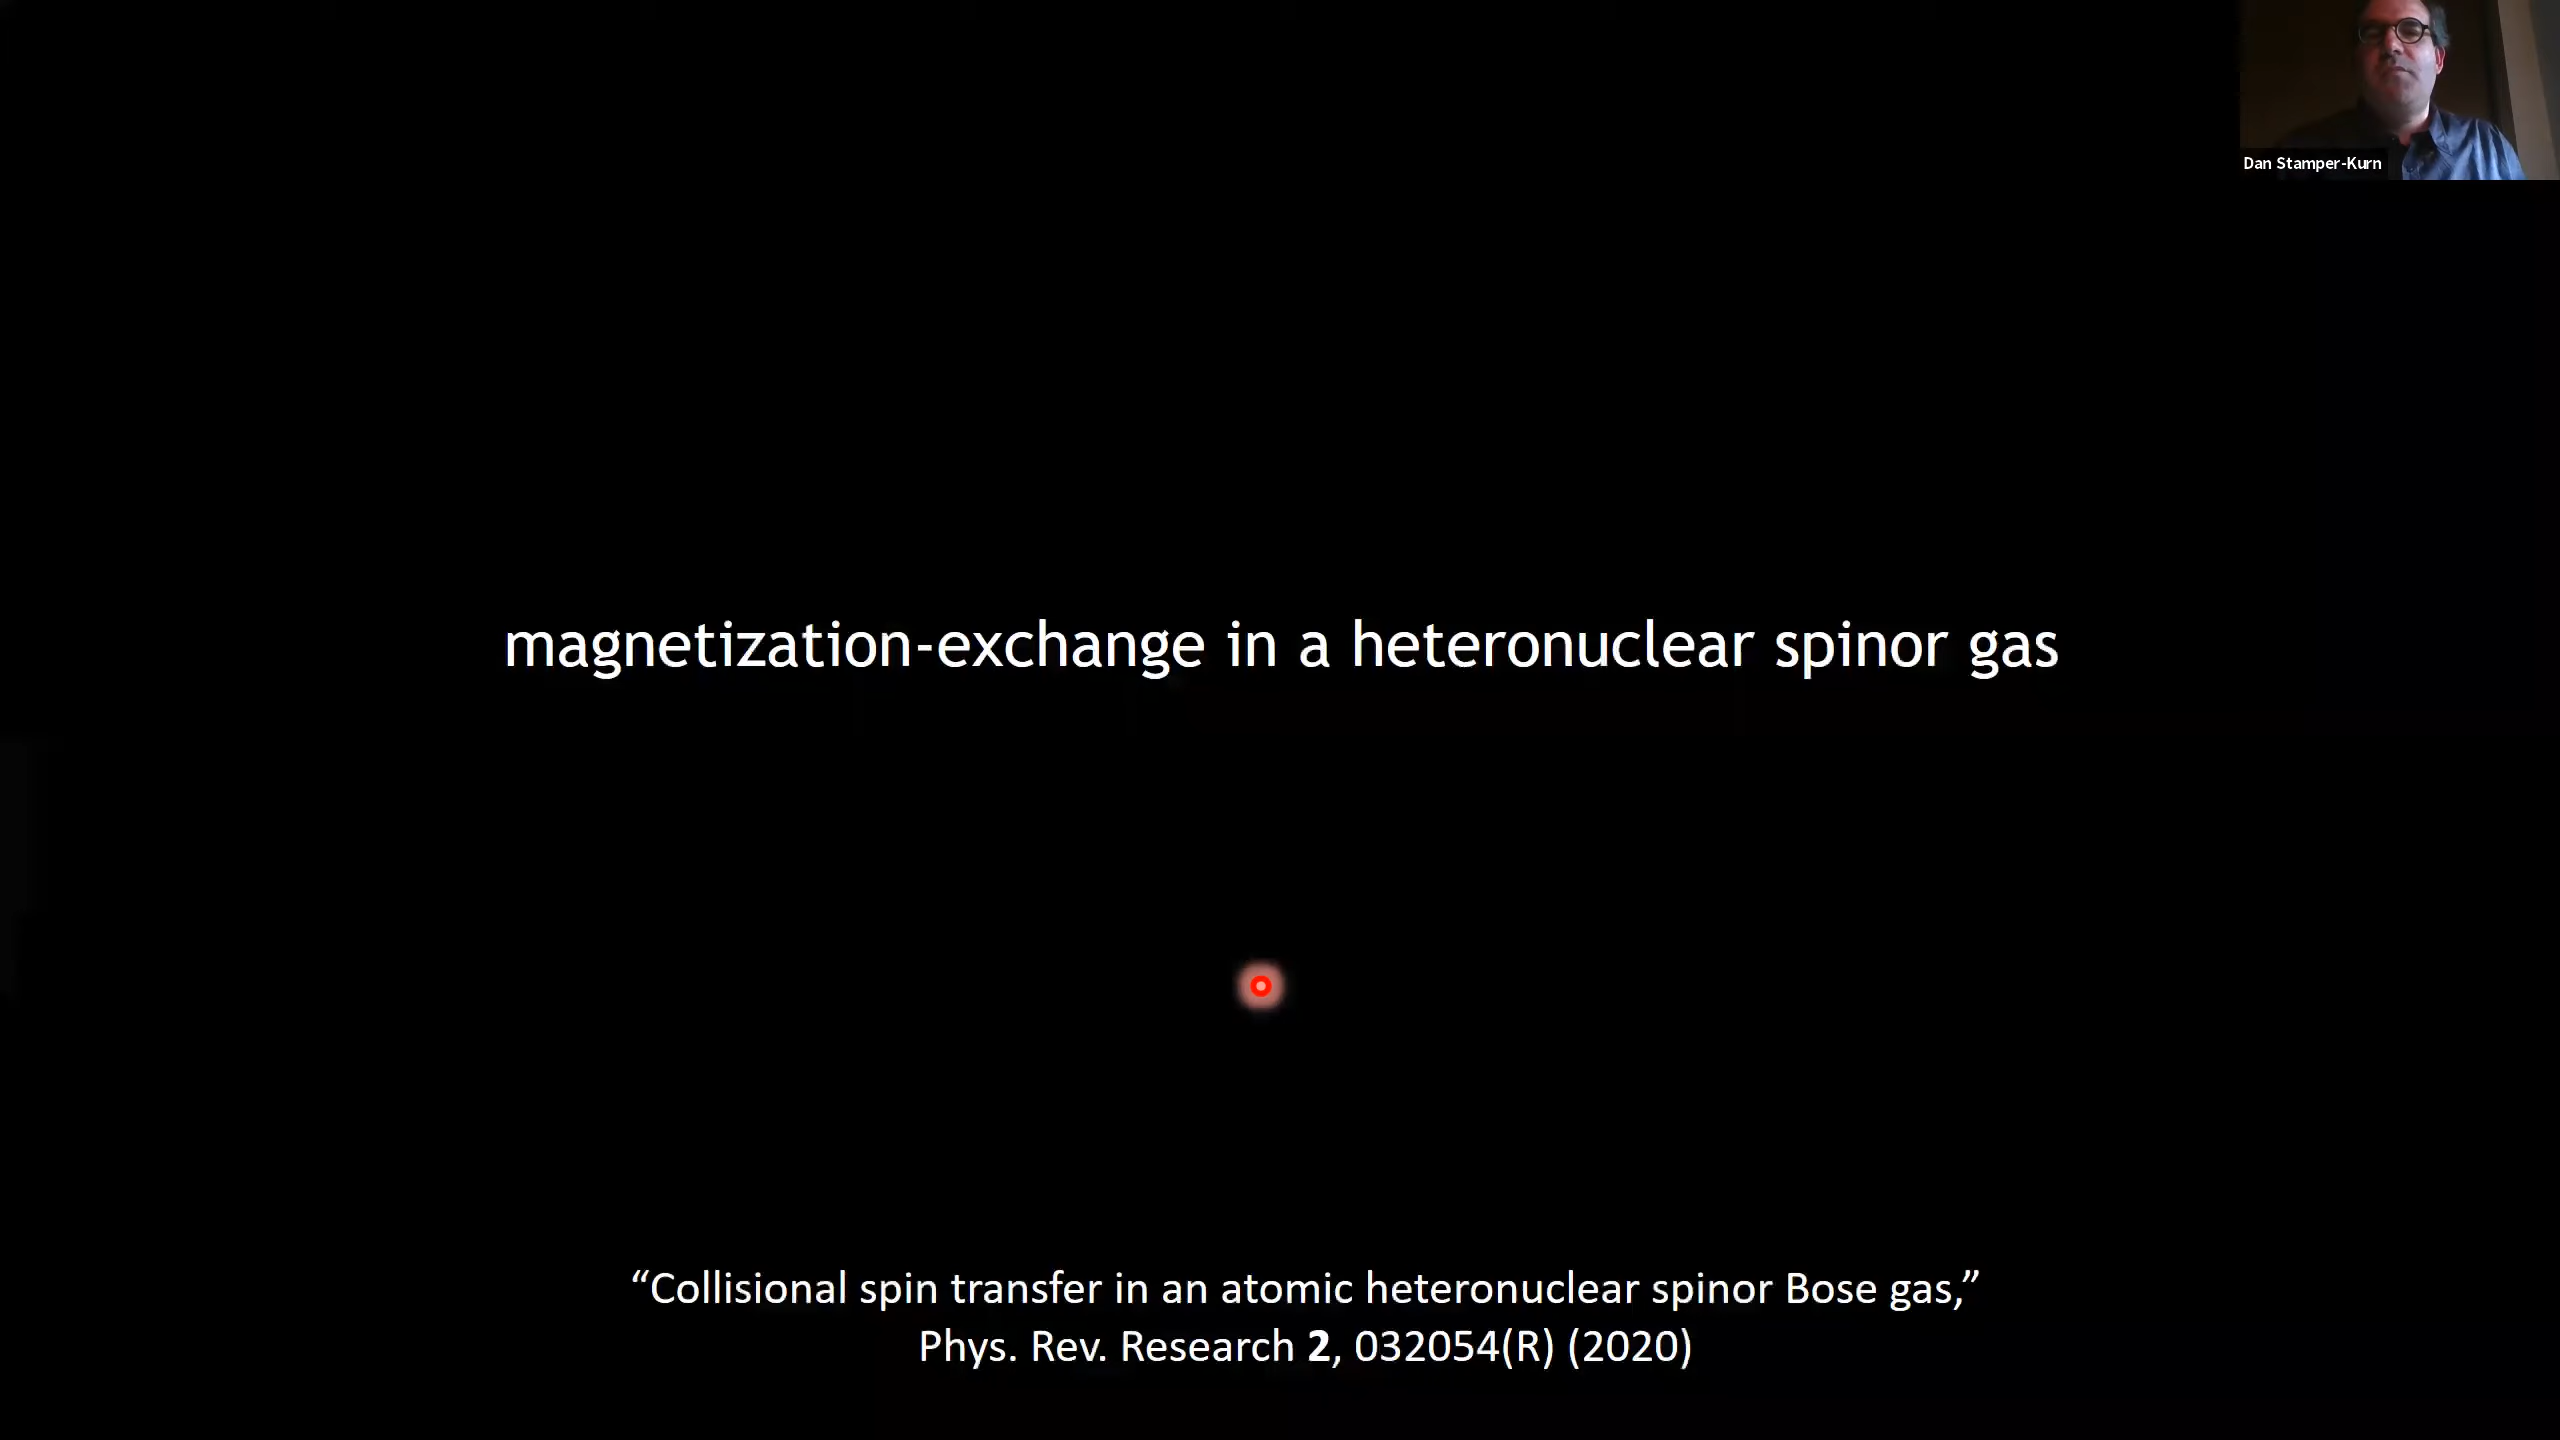 Dan Stamper-Kurn
magnetization-exchange in a heteronuclear spinor gas
“Collisional spin transfer in an atomic heteronuclear spinor Bose gas,”
Phys. Rev. Research 2, 032054(R) (2020)